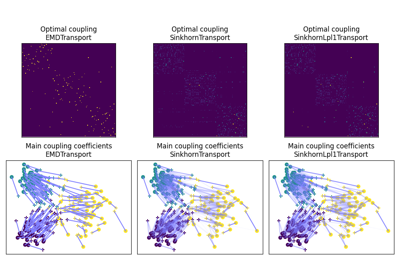 Optimal coupling
EMDTransport
Optimal coupling
SinkhornTransport
Optimal coupling
SinkhornLpl1Transport
Main coupling coefficients
EMDTransport
Main coupling coefficients
SinkhornTransport
Main coupling coefficients
SinkhornLpl1Transport